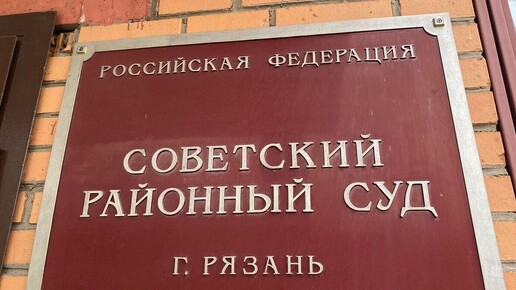 РОССИЙСКАЯ ФЕДЕРАЦИЯ
СОВЕТСКИЙ
РАЙОННЫЙ СУД
Г. РЯЗАНЬ